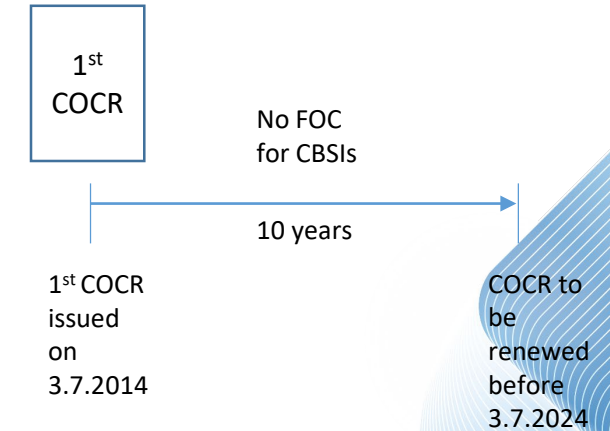 1st
COCR
No FOC
for CBSIs
10 years
1st COCR
issued
on
3.7.2014
COCR to
be
renewed
before
3.7.2024